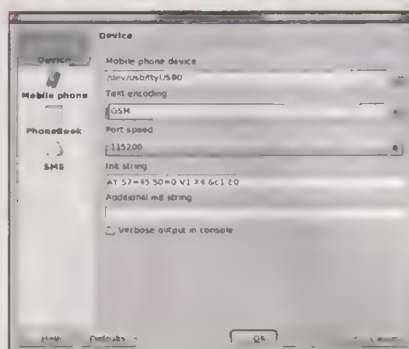 Device
Device
Mobile phone
PhoneBook
SMS
Mobile phone device
/dev/usb/ttyUSB0
Text encoding
GSM
Port speed
115200
Init string
AT S7=45 S0=0 V1 X4 &c1 E0
Additional init string
Verbose output in console
Help
Defaults
OK
Cancel